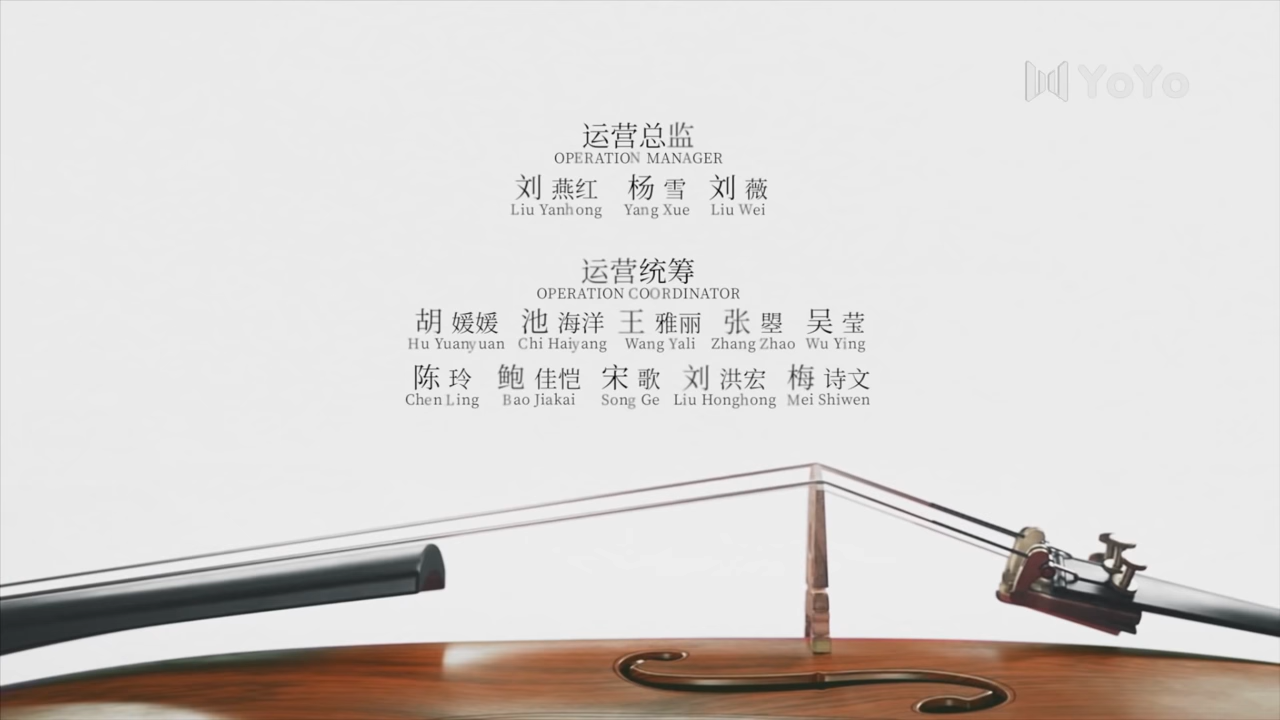 YoYo
运营总监
OPERATION MANAGER
刘 燕红 杨 雪 刘 薇
Liu Yanhong Yang Xue Liu Wei
运营统筹
OPERATION COORDINATOR
胡 媛媛 池 海洋 王 雅丽 张 曌 吴 莹
Hu Yuanyuan Chi Haiyang Wang Yali Zhang Zhao Wu Ying
陈 玲 鲍 佳恺 宋 歌 刘 洪宏 梅 诗文
Chen Ling Bao Jiakai Song Ge Liu Honghong Mei Shiwen